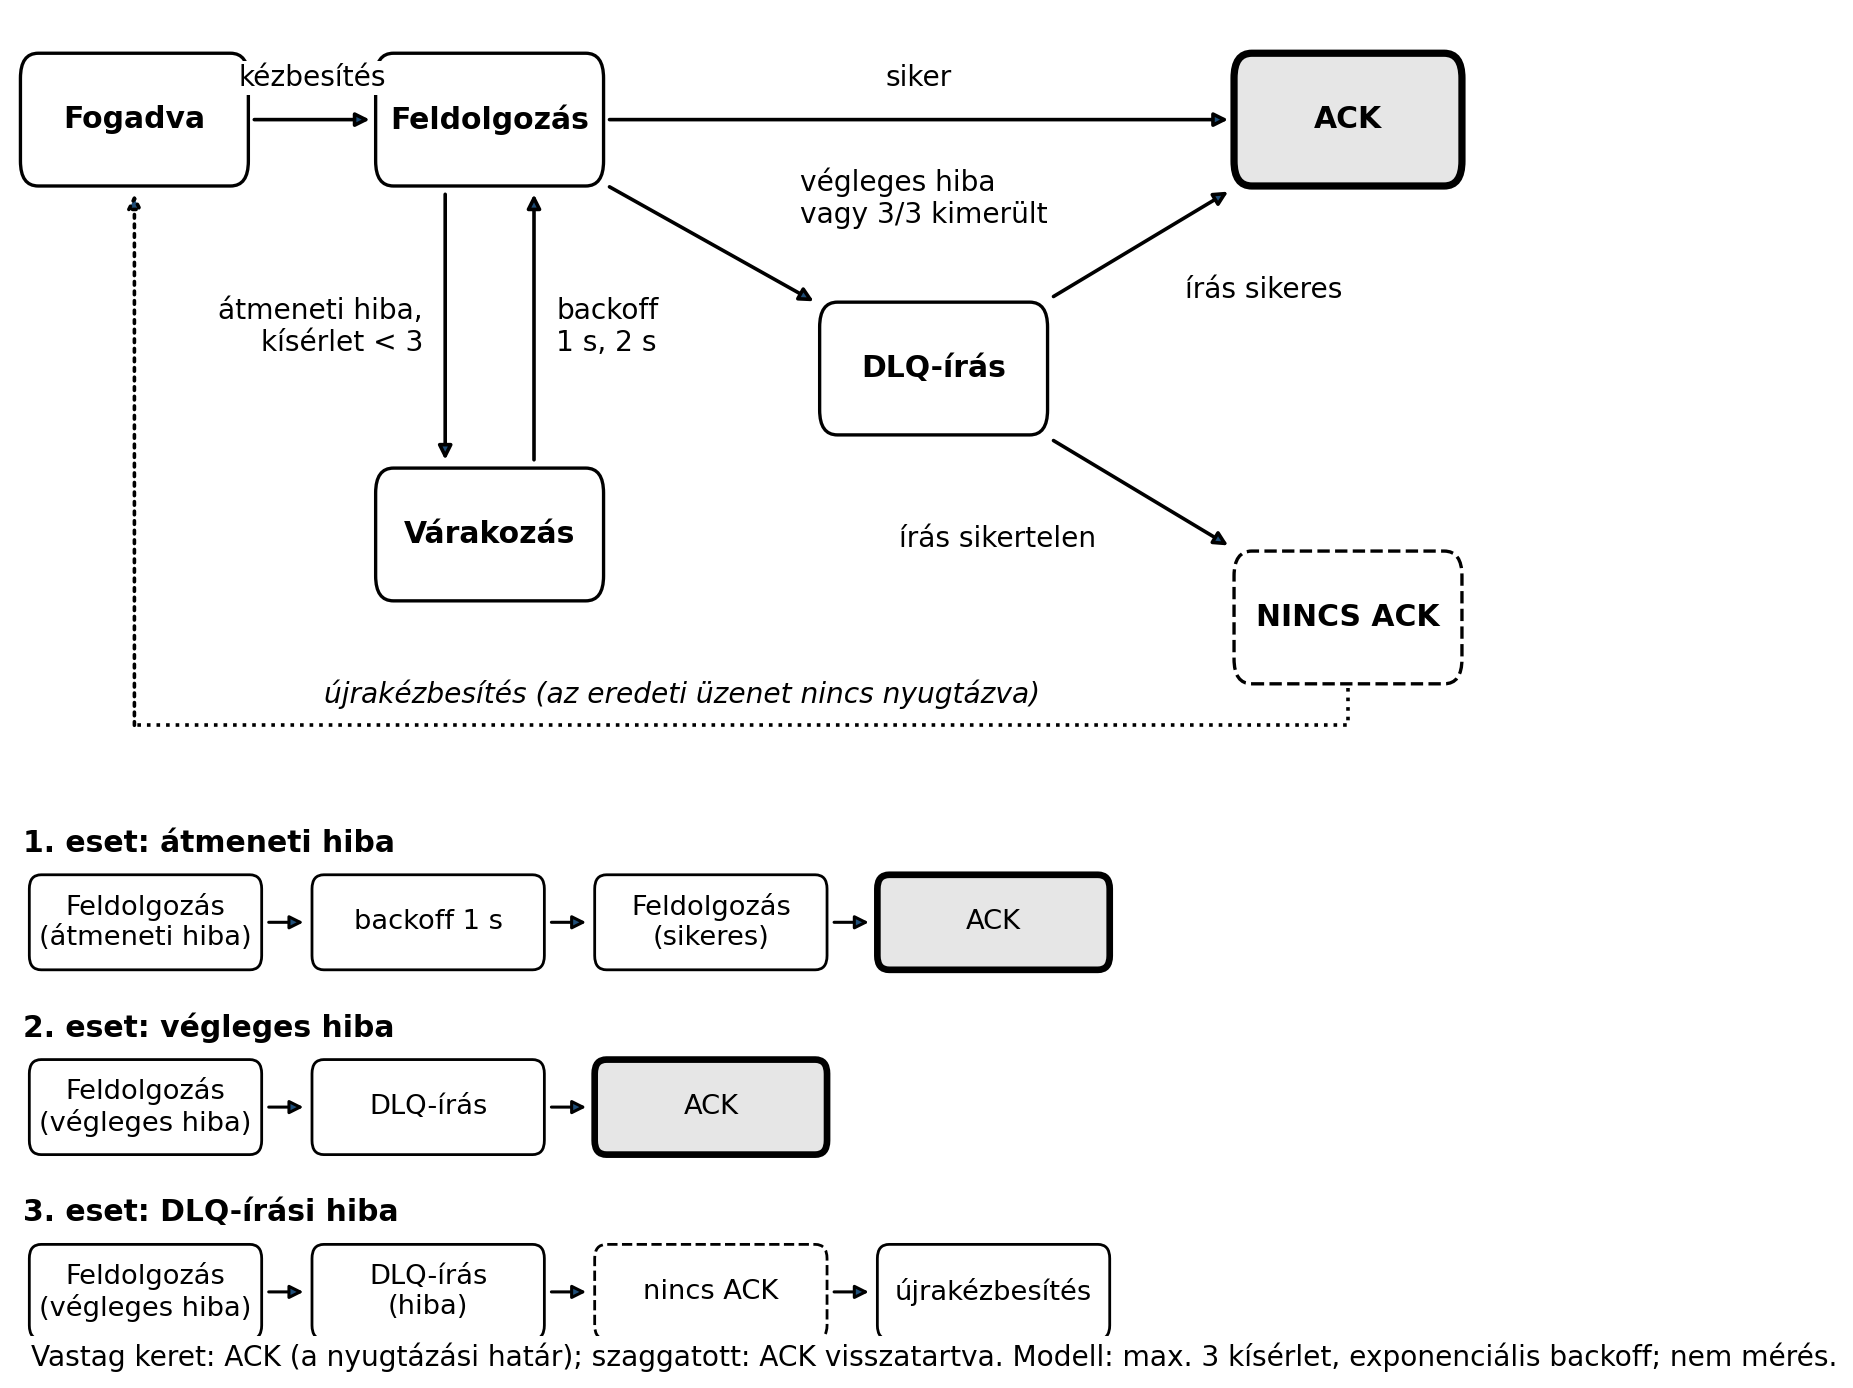 kézbesítés
siker
Fogadva
Feldolgozás
ACK
végleges hiba
vagy 3/3 kimerült
átmeneti hiba,
kísérlet < 3
backoff
1 s, 2 s
írás sikeres
DLQ-írás
Várakozás
írás sikertelen
NINCS ACK
újrakézbesítés (az eredeti üzenet nincs nyugtázva)
1. eset: átmeneti hiba
Feldolgozás
(átmeneti hiba)
backoff 1 s
Feldolgozás
(sikeres)
ACK
2. eset: végleges hiba
Feldolgozás
(végleges hiba)
DLQ-írás
ACK
3. eset: DLQ-írási hiba
Feldolgozás
(végleges hiba)
DLQ-írás
(hiba)
nincs ACK
újrakézbesítés
Vastag keret: ACK (a nyugtázási határ); szaggatott: ACK visszatartva. Modell: max. 3 kísérlet, exponenciális backoff; nem mérés.